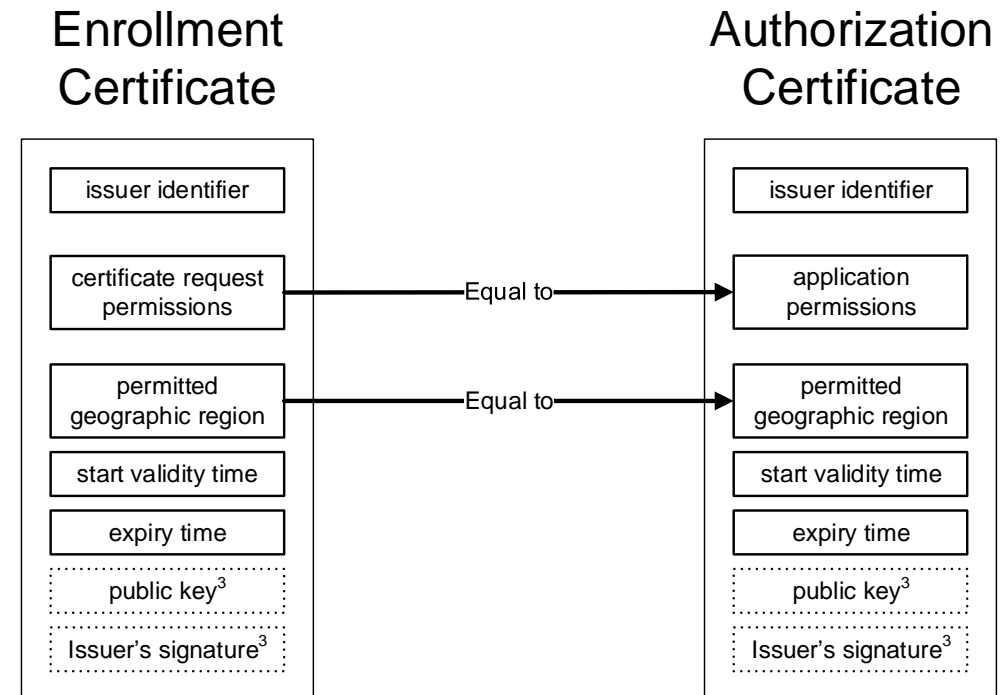 Enrollment
Certificate
issuer identifier
certificate request
permissions
permitted
geographic region
start validity time
expiry time
public key³
Issuer’s signature³
Equal to
Equal to
Authorization
Certificate
issuer identifier
application
permissions
permitted
geographic region
start validity time
expiry time
public key³
Issuer’s signature³